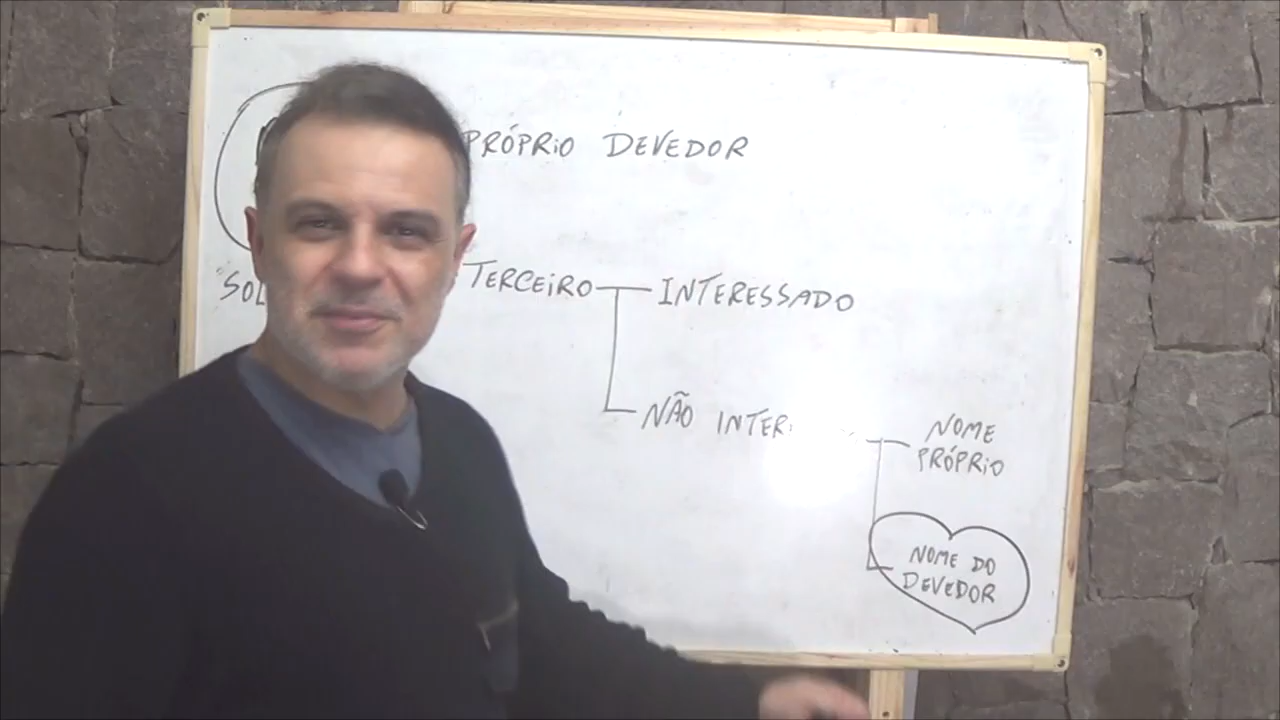 PRÓPRIO DEVEDOR
TERCEIRO INTERESSADO
NÃO
NOME
PRÓPRIO
NOME DO
DEVEDOR